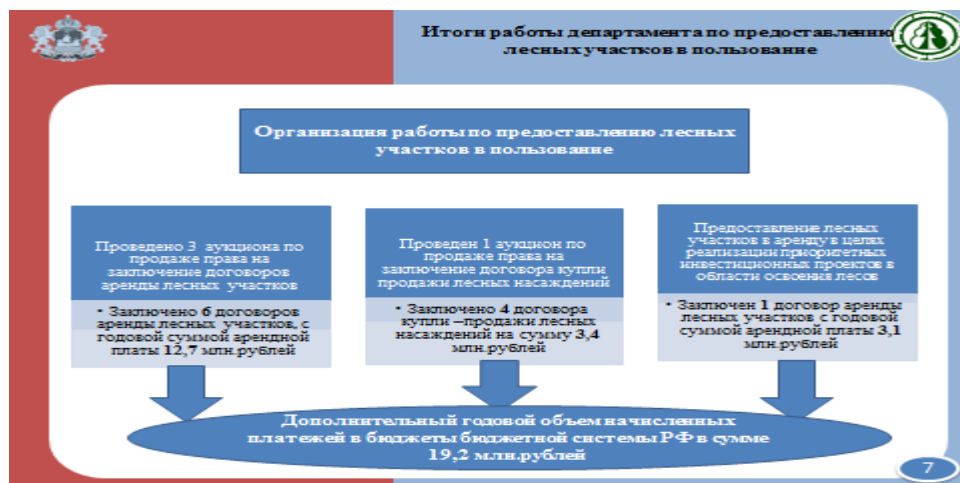 Итоги работы департамента по предоставлению
лесных участков в пользование
Организация работы по предоставлению лесных
участков в пользование
Проведено 3 аукциона по
продаже права на
заключение договоров
аренды лесных участков
• Заключено 6 договоров
аренды лесных участков, с
годовой суммой арендной
платы 12,7 млн.рублей
Проведен 1 аукцион по
продаже права на
заключение договора купли
продажи лесных насаждений
• Заключено 4 договора
купли –продажи лесных
насаждений на сумму 3,4
млн.рублей
Предоставление лесных
участков в аренду в целях
реализации приоритетных
инвестиционных проектов в
области освоения лесов
• Заключен 1 договор аренды
лесных участков с годовой
суммой арендной платы 3,1
млн.рублей
Дополнительный годовой объем начисленных
платежей в бюджеты бюджетной системы РФ в сумме
19,2 млн.рублей
7